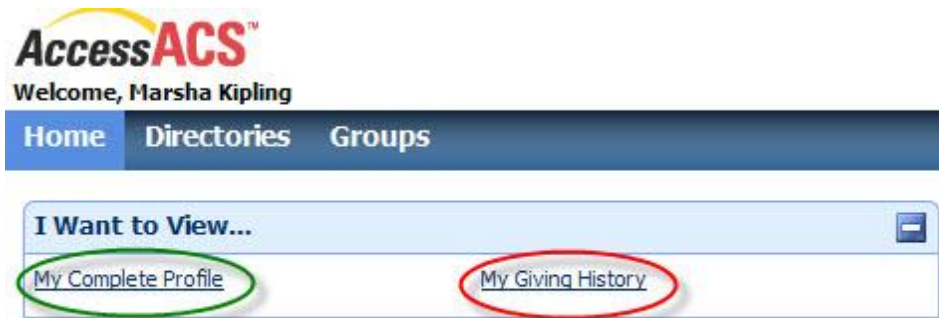 AccessACS™
Welcome, Marsha Kipling
Home Directories Groups
I Want to View...
My Complete Profile My Giving History